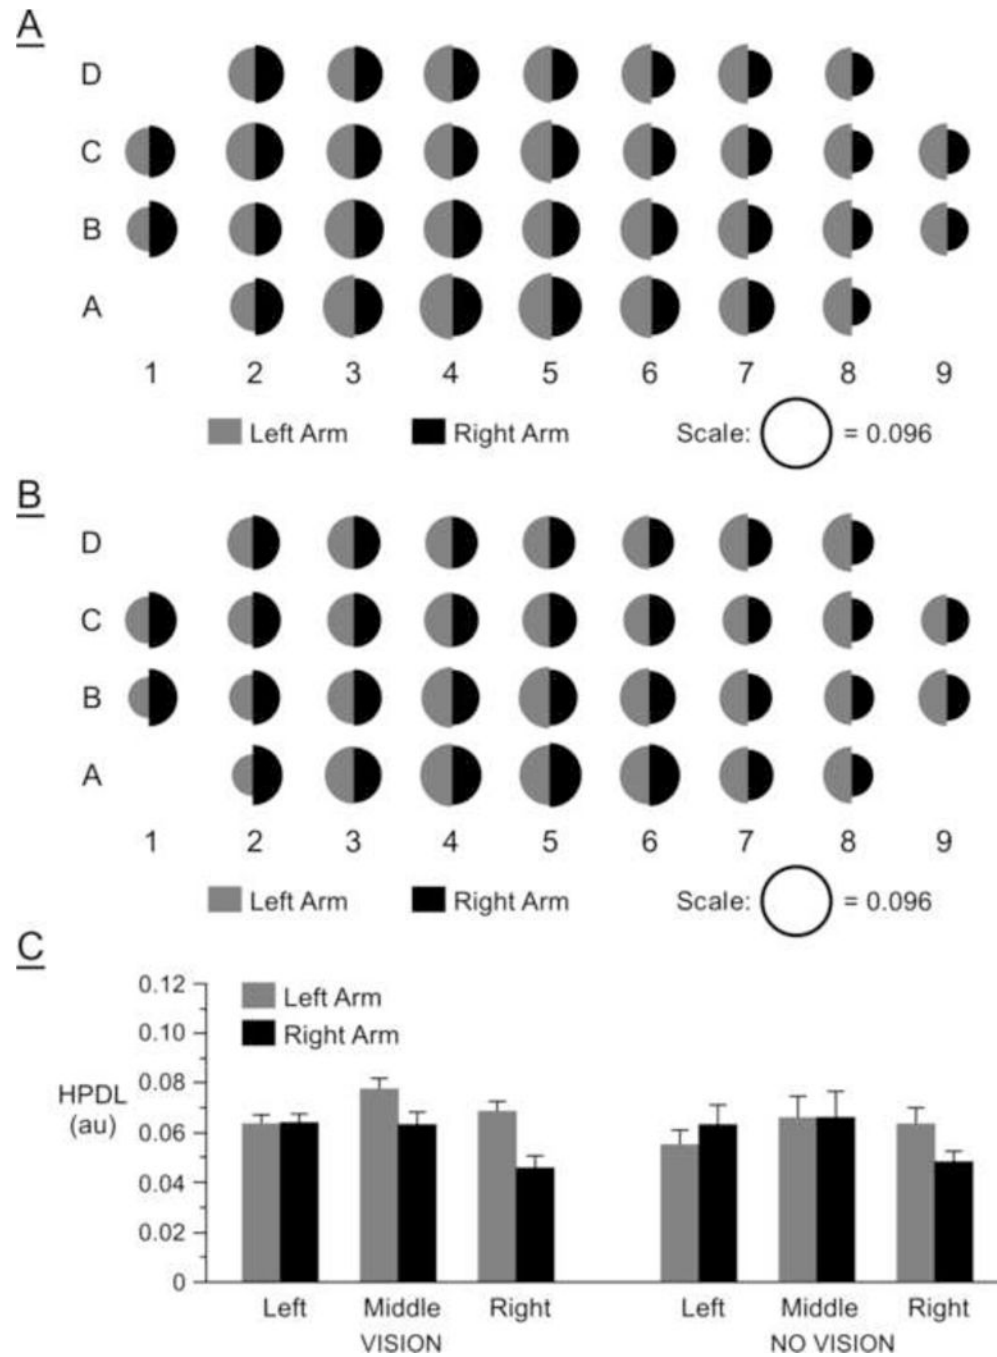 A
D
C
B
A
1 2 3 4 5 6 7 8 9
Left Arm Right Arm Scale: = 0.096
B
D
C
B
A
1 2 3 4 5 6 7 8 9
Left Arm Right Arm Scale: = 0.096
C
0.12
Left Arm
0.10
Right Arm
0.08
HPDL
(au)
0.06
0.04
0.02
0
Left Middle Right Left Middle Right
VISION NO VISION